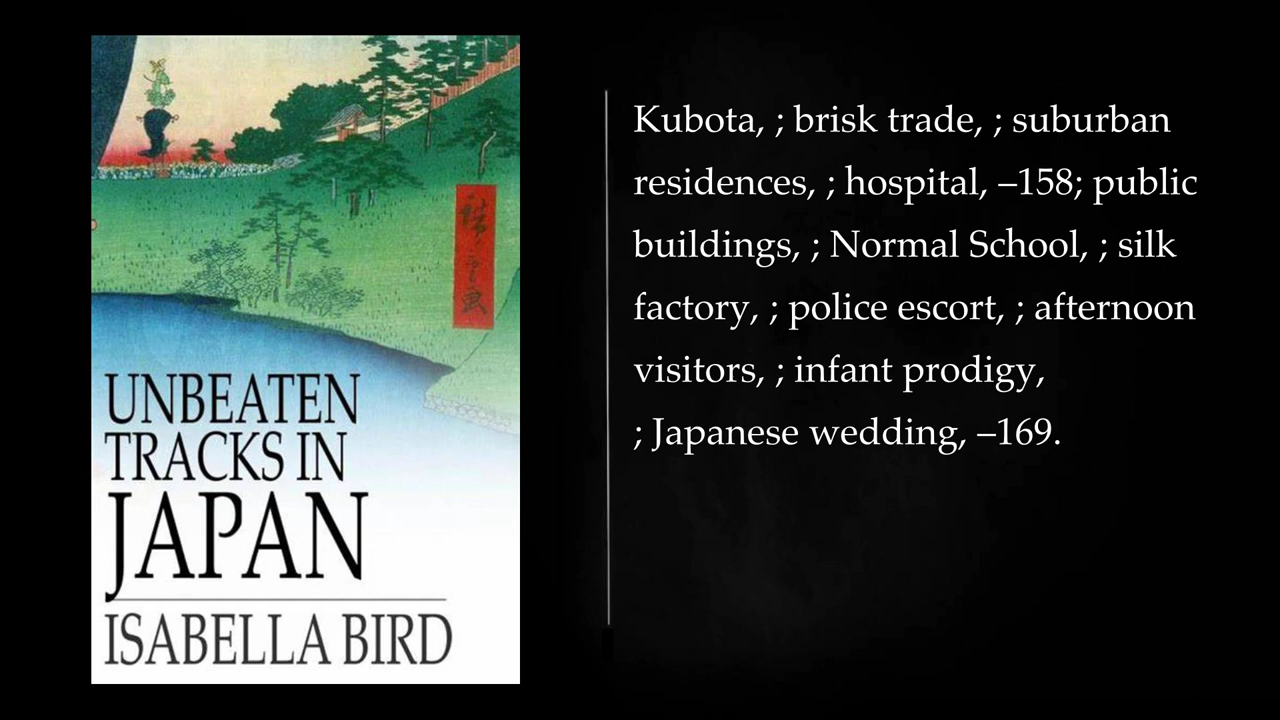 UNBEATEN
TRACKS IN
JAPAN
ISABELLA BIRD
Kubota, ; brisk trade, ; suburban
residences, ; hospital, –158; public
buildings, ; Normal School, ; silk
factory, ; police escort, ; afternoon
visitors, ; infant prodigy,
; Japanese wedding, –169.